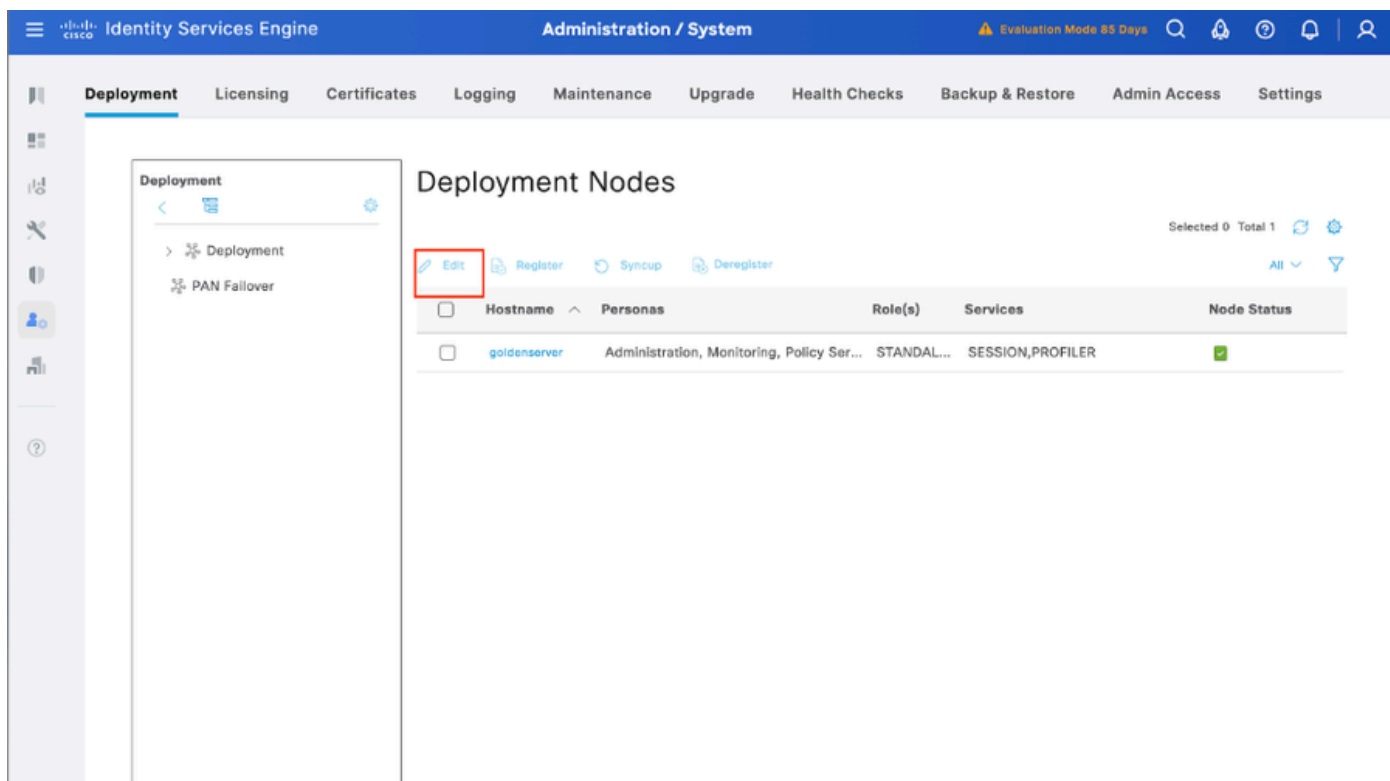 cisco Identity Services Engine Administration / System Evaluation Mode 85 Days
Deployment Licensing Certificates Logging Maintenance Upgrade Health Checks Backup & Restore Admin Access Settings
Deployment
Deployment
PAN Failover
Deployment Nodes
Selected 0 Total 1
Edit Register Syncup Deregister All
Hostname Personas Role(s) Services Node Status
goldenserver Administration, Monitoring, Policy Ser... STANDAL... SESSION,PROFILER